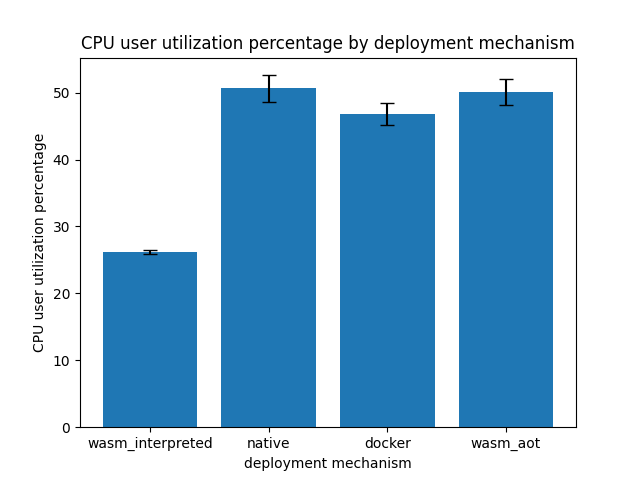 CPU user utilization percentage by deployment mechanism
CPU user utilization percentage
50
40
30
20
10
0
wasm_interpreted native docker wasm_aot
deployment mechanism